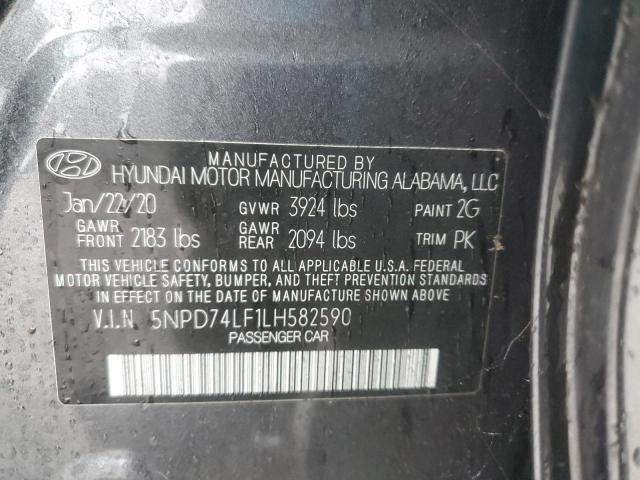 MANUFACTURED BY
HYUNDAI MOTOR MANUFACTURING ALABAMA, LLC
Jan/22/20 GVWR 3924 lbs PAINT 2G
GAWR FRONT 2183 lbs GAWR REAR 2094 lbs TRIM PK
THIS VEHICLE CONFORMS TO ALL APPLICABLE U.S.A. FEDERAL
MOTOR VEHICLE SAFETY, BUMPER, AND THEFT PREVENTION STANDARDS
IN EFFECT ON THE DATE OF MANUFACTURE SHOWN ABOVE.
V.I.N 5NPD74LF1LH582590
PASSENGER CAR